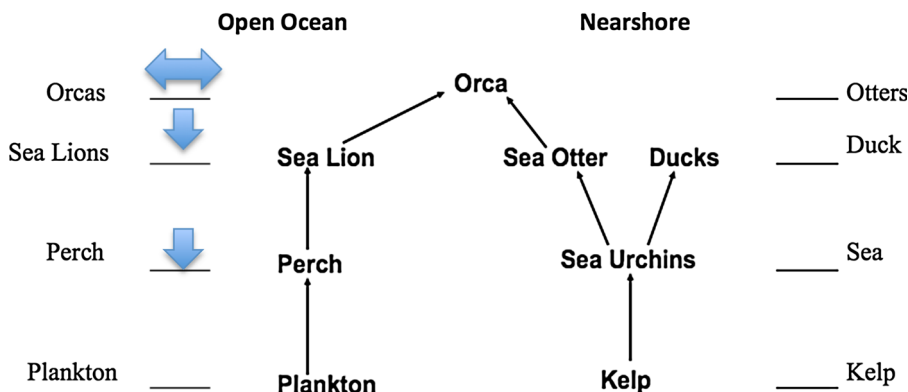 Open Ocean Nearshore
Orca
Orcas Otters
Sea Lions Sea Lion Sea Otter Ducks Duck
Perch Perch Sea Urchins Sea
Plankton Plankton Kelp Kelp